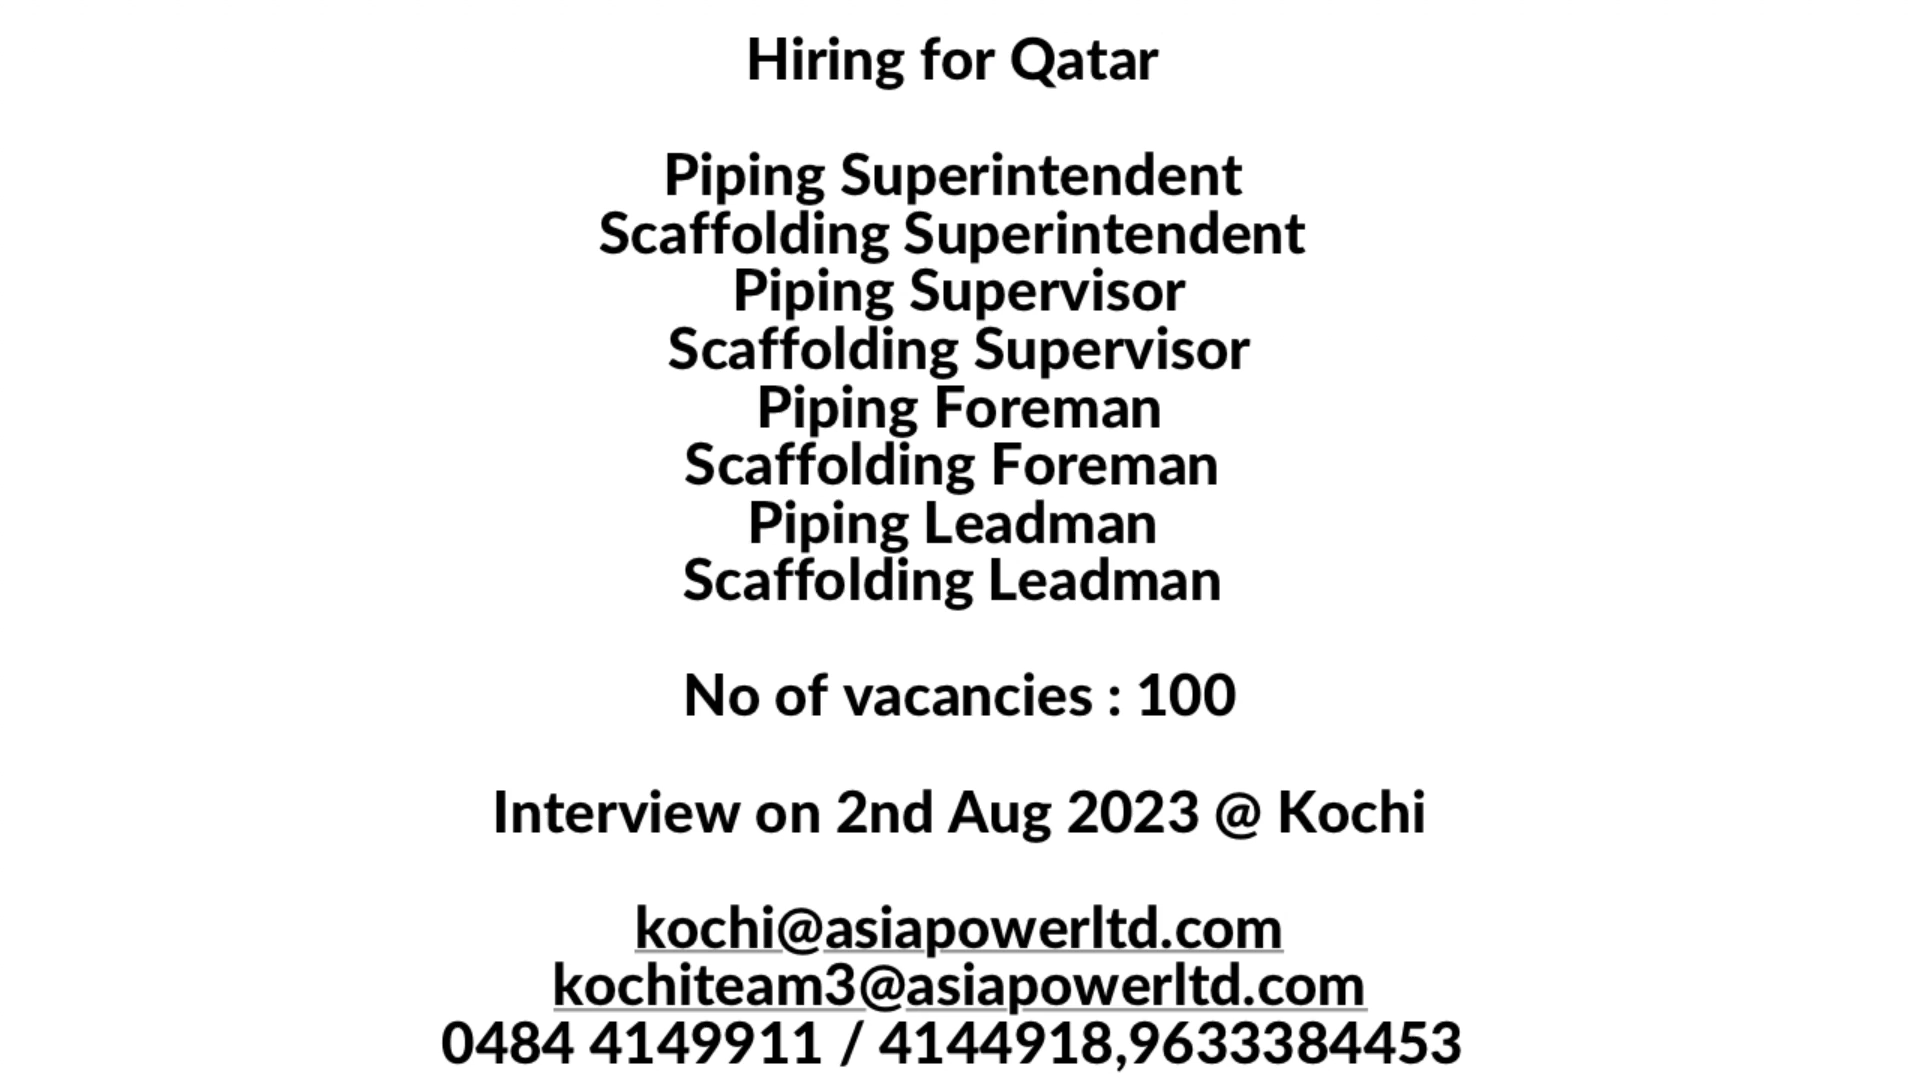 Hiring for Qatar
Piping Superintendent
Scaffolding Superintendent
Piping Supervisor
Scaffolding Supervisor
Piping Foreman
Scaffolding Foreman
Piping Leadman
Scaffolding Leadman
No of vacancies : 100
Interview on 2nd Aug 2023 @ Kochi
kochi@asiapowerltd.com
kochiteam3@asiapowerltd.com
0484 4149911 / 4144918,9633384453